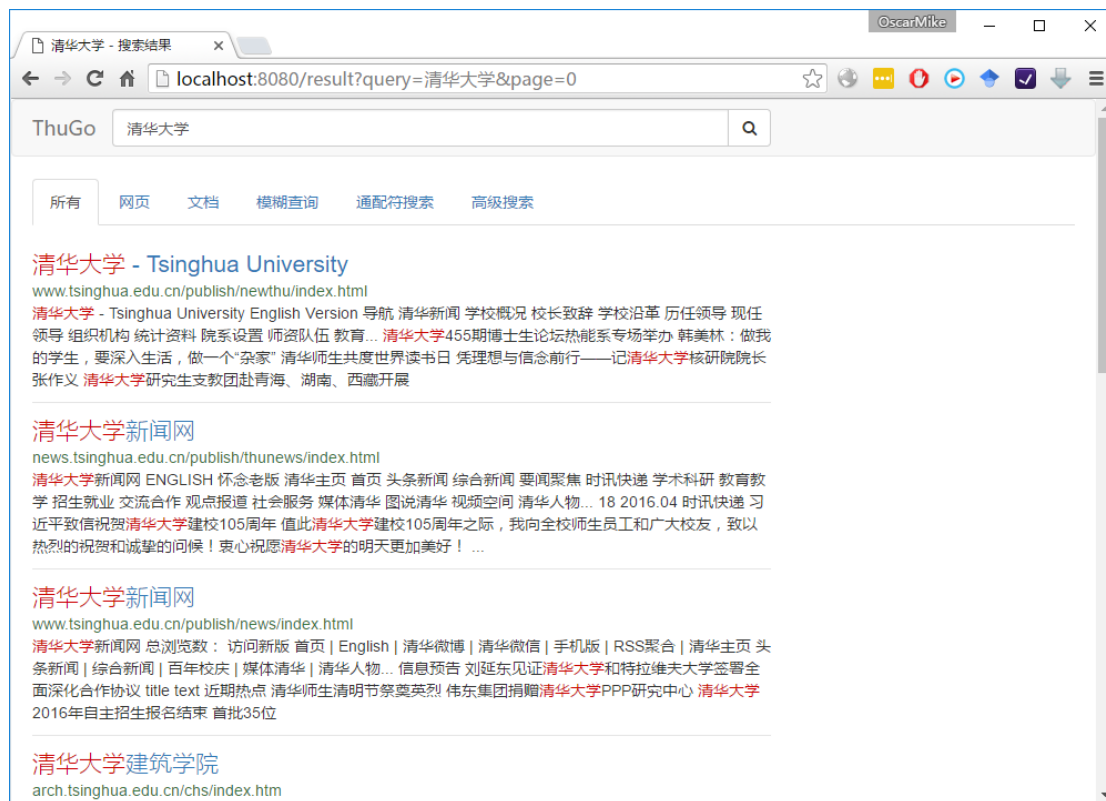 OscarMike
清华大学 - 搜索结果
localhost:8080/result?query=清华大学&page=0
ThuGo 清华大学
所有 网页 文档 模糊查询 通配符搜索 高级搜索
清华大学 - Tsinghua University
www.tsinghua.edu.cn/publish/newthu/index.html
清华大学 - Tsinghua University English Version 导航 清华新闻 学校概况 校长致辞 学校沿革 历任领导 现任
领导 组织机构 统计资料 院系设置 师资队伍 教育... 清华大学455期博士生论坛热能系专场举办 韩美林：做我
的学生，要深入生活，做一个“杂家” 清华师生共度世界读书日 凭理想与信念前行——记清华大学核研院院长
张作义 清华大学研究生支教团赴青海、湖南、西藏开展
清华大学新闻网
news.tsinghua.edu.cn/publish/thunews/index.html
清华大学新闻网 ENGLISH 怀念老版 清华主页 首页 头条新闻 综合新闻 要闻聚焦 时讯快递 学术科研 教育教
学 招生就业 交流合作 观点报道 社会服务 媒体清华 图说清华 视频空间 清华人物... 18 2016.04 时讯快递 习
近平致信祝贺清华大学建校105周年 值此清华大学建校105周年之际，我向全校师生员工和广大校友，致以
热烈的祝贺和诚挚的问候！衷心祝愿清华大学的明天更加美好！ ...
清华大学新闻网
www.tsinghua.edu.cn/publish/news/index.html
清华大学新闻网 总浏览数： 访问新版 首页 | English | 清华微博 | 清华微信 | 手机版 | RSS聚合 | 清华主页 头
条新闻 | 综合新闻 | 百年校庆 | 媒体清华 | 清华人物... 信息预告 刘延东见证清华大学和特拉维夫大学签署全
面深化合作协议 title text 近期热点 清华师生清明节祭奠英烈 伟东集团捐赠清华大学PPP研究中心 清华大学
2016年自主招生报名结束 首批35位
清华大学建筑学院
arch.tsinghua.edu.cn/chs/index.htm